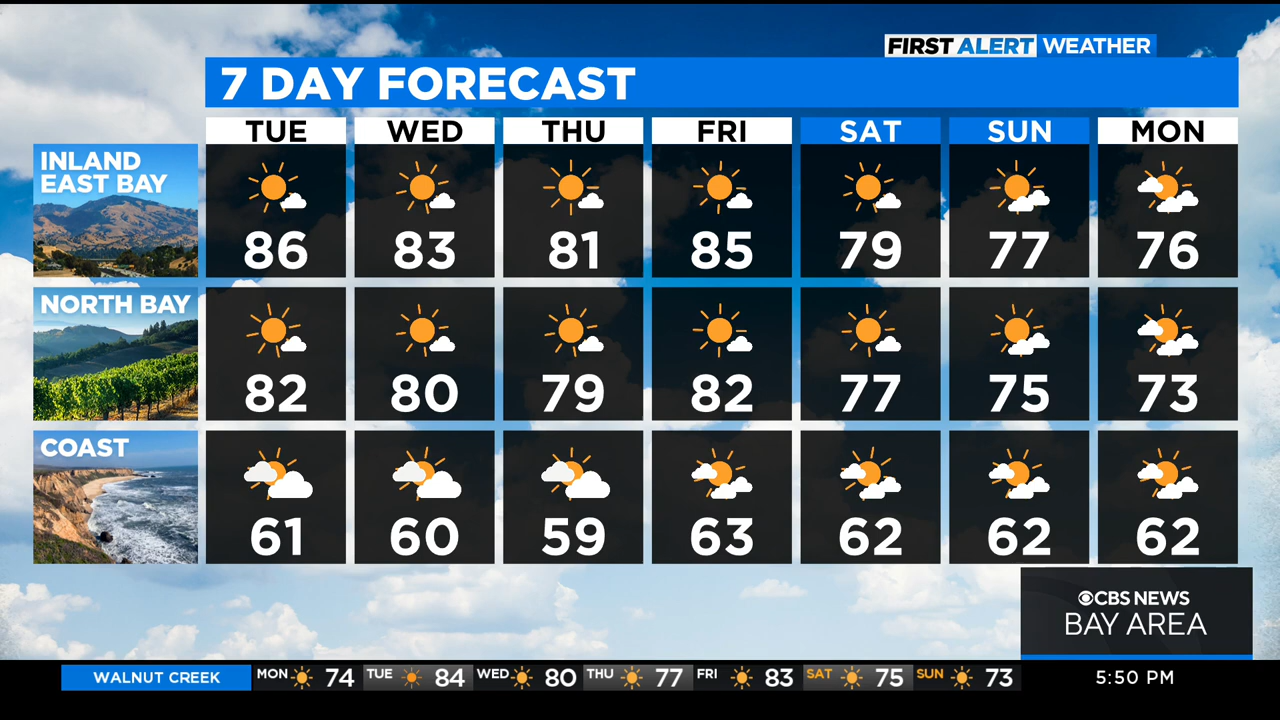 FIRST ALERT WEATHER
7 DAY FORECAST
TUE WED THU FRI SAT SUN MON
INLAND
EAST BAY
86 83 81 85 79 77 76
NORTH BAY
82 80 79 82 77 75 73
COAST
61 60 59 63 62 62 62
CBS NEWS
BAY AREA
WALNUT CREEK MON 74 TUE 84 WED 80 THU 77 FRI 83 SAT 75 SUN 73 5:50 PM